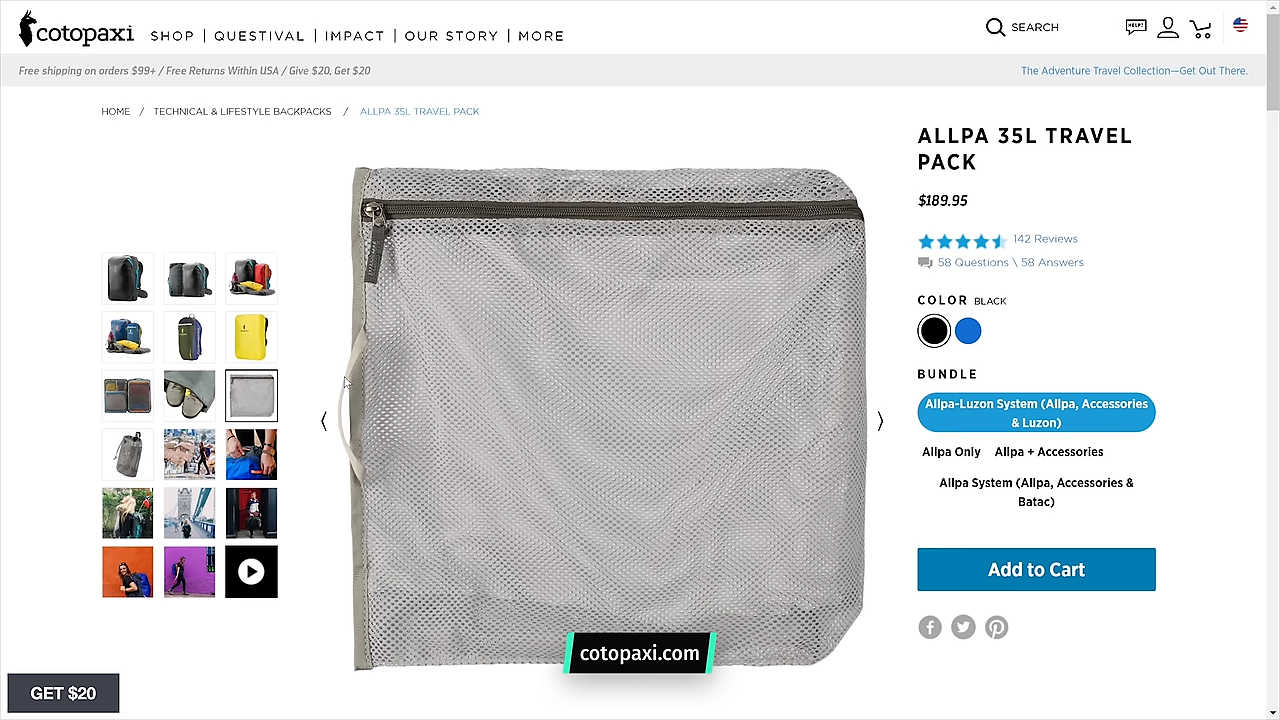 cotopaxi SHOP | QUESTIVAL | IMPACT | OUR STORY | MORE
SEARCH
HELP!
Free shipping on orders $99+ / Free Returns Within USA / Give $20, Get $20
The Adventure Travel Collection—Get Out There.
HOME / TECHNICAL & LIFESTYLE BACKPACKS / ALLPA 35L TRAVEL PACK
ALLPA 35L TRAVEL
PACK
$189.95
142 Reviews
58 Questions \ 58 Answers
COLOR BLACK
BUNDLE
Allpa-Luzon System (Allpa, Accessories
& Luzon)
Allpa Only Allpa + Accessories
Allpa System (Allpa, Accessories &
Batac)
Add to Cart
cotopaxi.com
GET $20